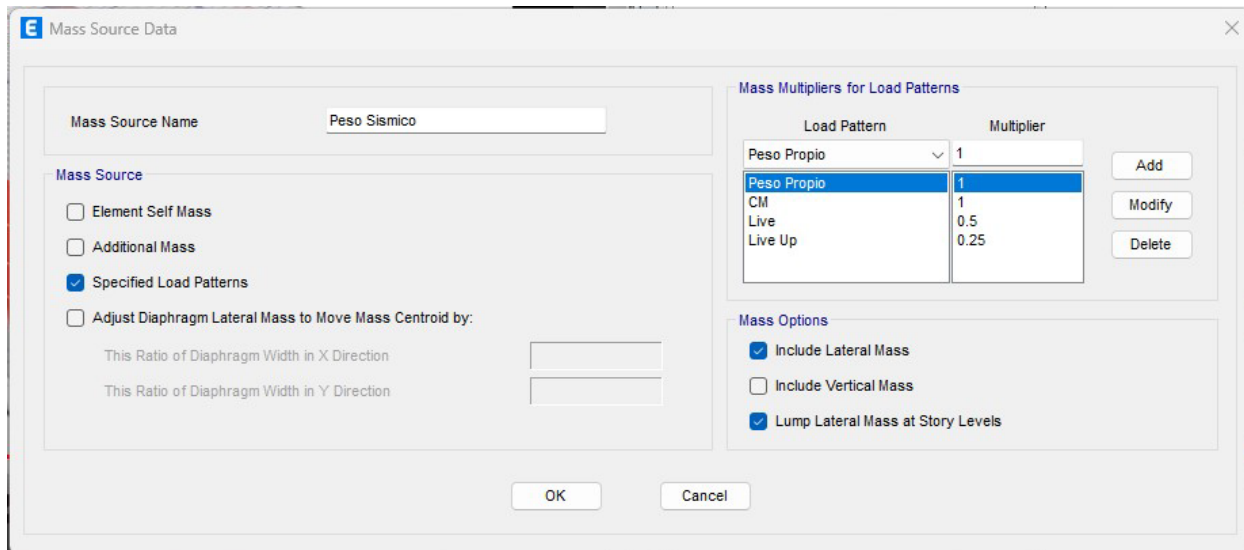 E Mass Source Data
Mass Source Name Peso Sismico
Mass Source
Element Self Mass
Additional Mass
Specified Load Patterns
Adjust Diaphragm Lateral Mass to Move Mass Centroid by:
This Ratio of Diaphragm Width in X Direction
This Ratio of Diaphragm Width in Y Direction
Mass Multipliers for Load Patterns
Load Pattern Multiplier
Peso Propio 1
Peso Propio 1
CM 1
Live 0.5
Live Up 0.25
Add
Modify
Delete
Mass Options
Include Lateral Mass
Include Vertical Mass
Lump Lateral Mass at Story Levels
OK Cancel